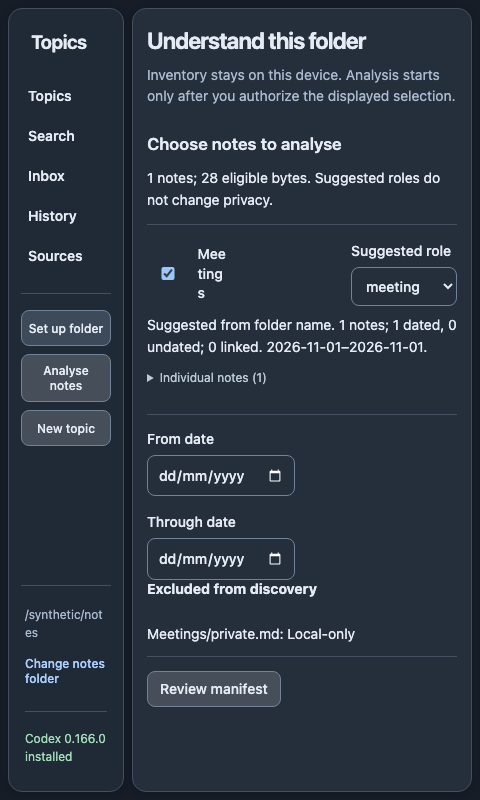 Topics
Topics
Search
Inbox
History
Sources
Set up folder
Analyse
notes
New topic
/synthetic/not
es
Change notes
folder
Codex 0.166.0
installed
Understand this folder
Inventory stays on this device. Analysis starts
only after you authorize the displayed selection.
Choose notes to analyse
1 notes; 28 eligible bytes. Suggested roles do
not change privacy.
Mee
ting
s
Suggested role
meeting
Suggested from folder name. 1 notes; 1 dated, 0
undated; 0 linked. 2026-11-01–2026-11-01.
Individual notes (1)
From date
dd/mm/yyyy
Through date
dd/mm/yyyy
Excluded from discovery
Meetings/private.md: Local-only
Review manifest